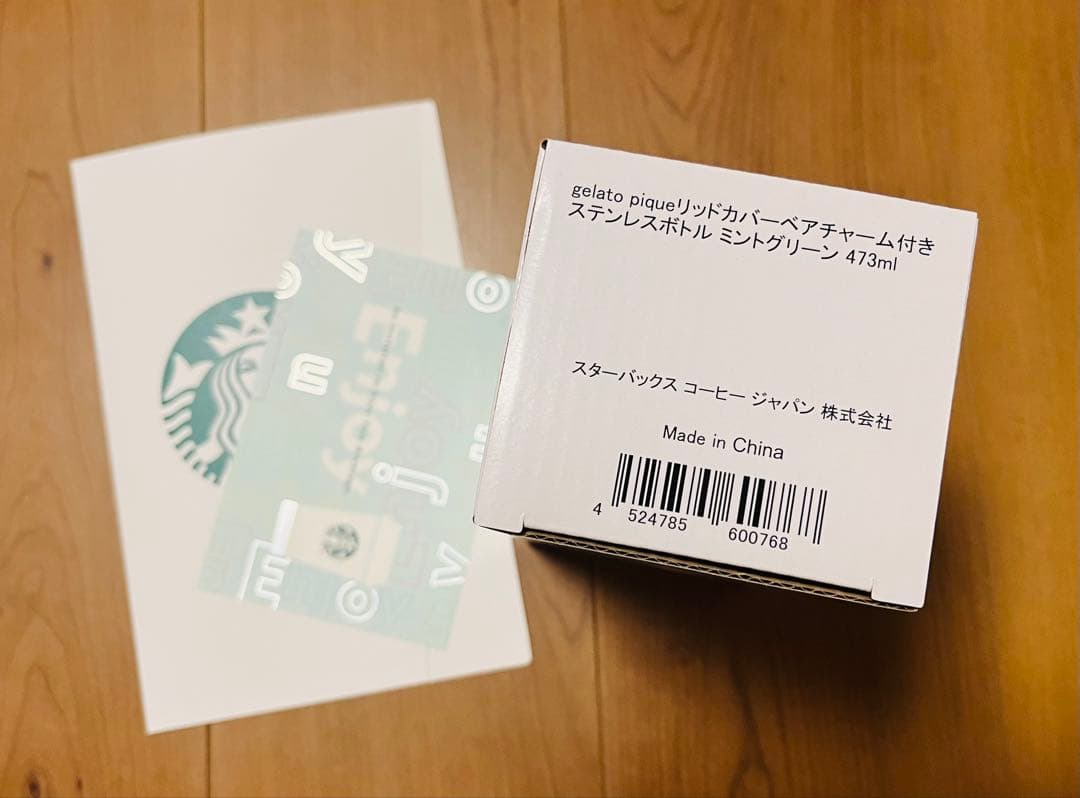 gelato piqueリッドカバーベアチャーム付き
ステンレスボトル ミントグリーン 473ml
スターバックス コーヒー ジャパン 株式会社
Made in China
4 524785 600768
Enjoy